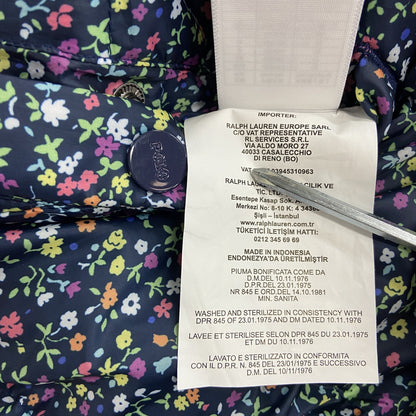 IMPORTER:
RALPH LAUREN EUROPE SARL
C/O VAT REPRESENTATIVE
RL SERVICES S.R.L
VIA ALDO MORO 27
40033 CASALECCHIO
DI RENO (BO)
VAT 03945310963
RALPH LAUREN CILIK VE
TIC. LTD.
Esentepe Kasap Sok.
Merkezi No: 8-10 K: 4 34360
Şişli - İstanbul
www.ralphlauren.com
TÜKETİCİ İLETİŞİM HATTI:
0212 345 69 69
MADE IN INDONESIA
ENDONEZYA'DA ÜRETİLMİŞTİR
PIUMA BONIFICATA COME DA
D.M.DEL 10.11.1976
D.P.R.DEL 23.01.1975
NR 845 E ORD DEL 14.10.1981
MIN. SANITA
WASHED AND STERILIZED IN CONSISTENCY WITH
DPR 845 OF 23.01.1975 AND DM DATED 10.11.1976
LAVEE ET STERILISEE SELON DPR 845 DU 23.01.1975
ET DM DU 10.11.1976
LAVATO E STERILIZZATO IN CONFORMITA
CON IL D.P.R. N. 845 DEL 23/01/1975 E SUCCESSIVO
D.M. DEL 10/11/1976